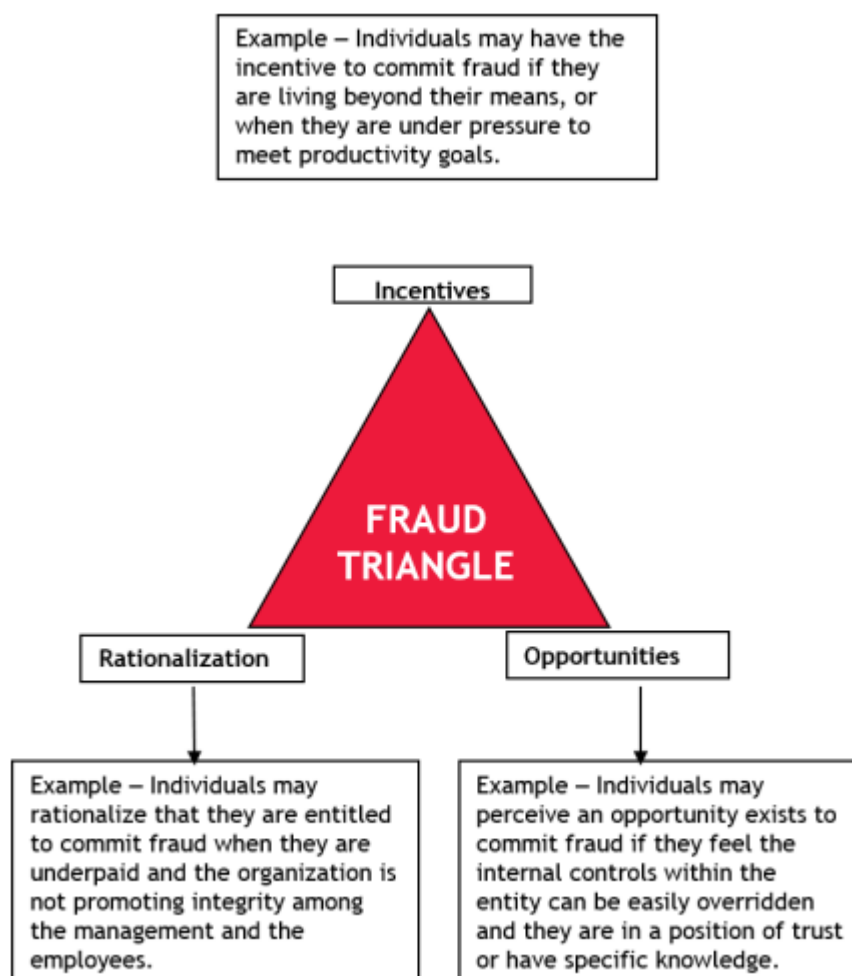 Example – Individuals may have the
incentive to commit fraud if they
are living beyond their means, or
when they are under pressure to
meet productivity goals.
Incentives
FRAUD
TRIANGLE
Rationalization
Opportunities
Example – Individuals may
rationalize that they are entitled
to commit fraud when they are
underpaid and the organization is
not promoting integrity among
the management and the
employees.
Example – Individuals may
perceive an opportunity exists to
commit fraud if they feel the
internal controls within the
entity can be easily overridden
and they are in a position of trust
or have specific knowledge.